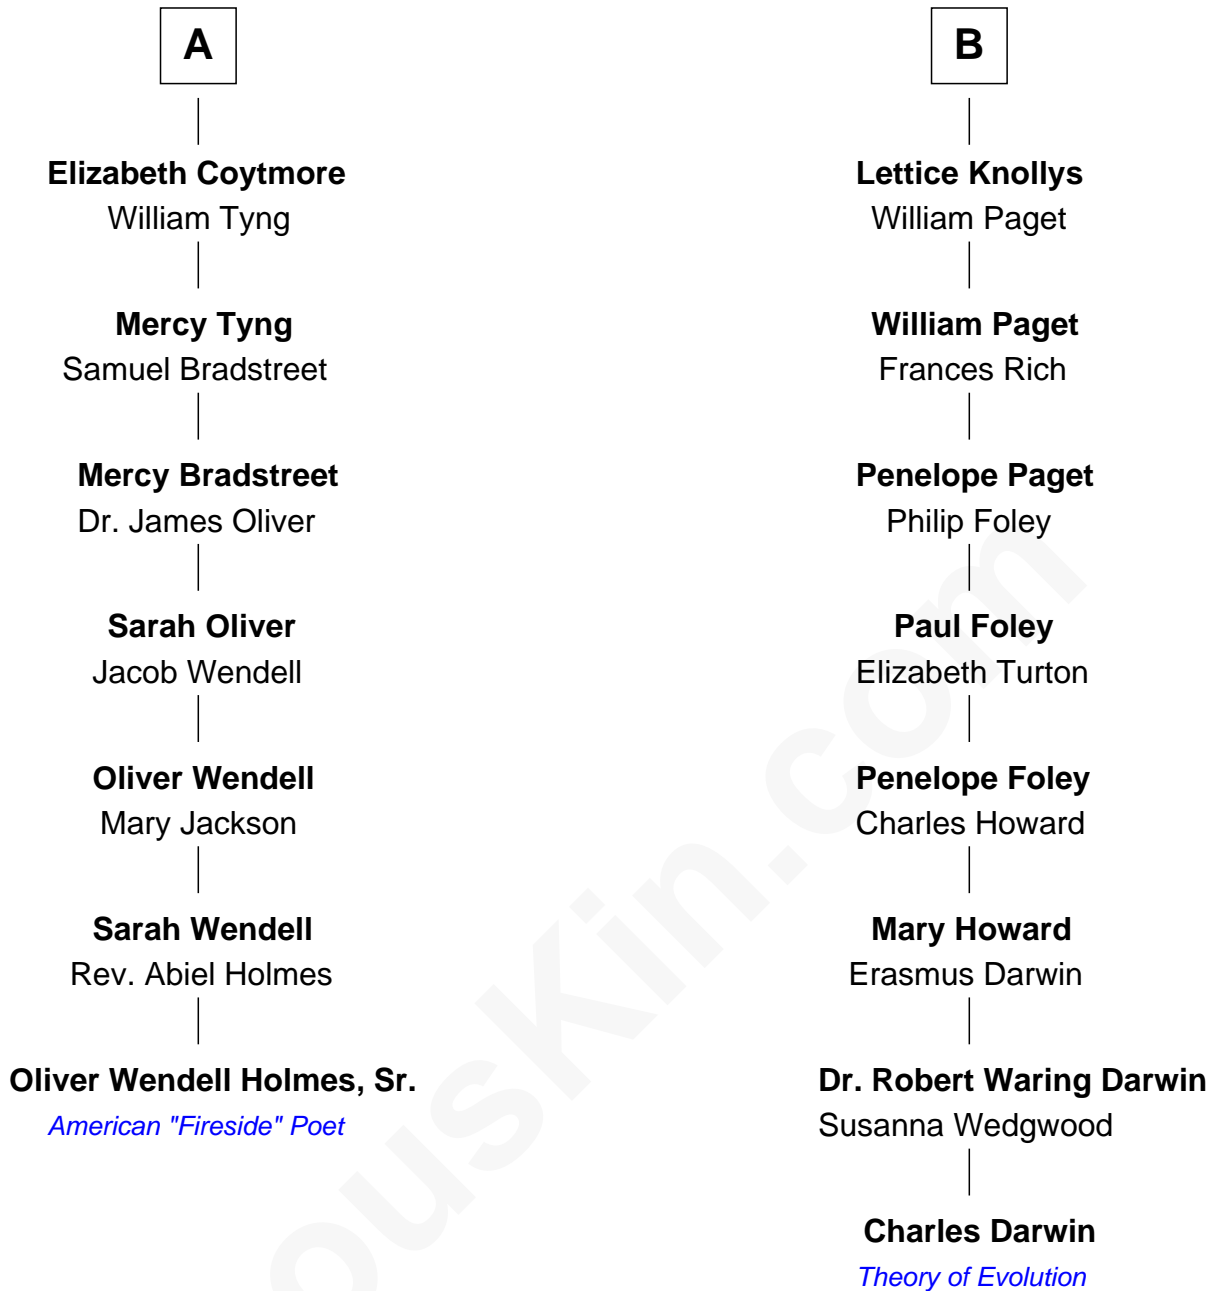 A
Elizabeth Coytmore
William Tyng
Mercy Tyng
Samuel Bradstreet
Mercy Bradstreet
Dr. James Oliver
Sarah Oliver
Jacob Wendell
Oliver Wendell
Mary Jackson
Sarah Wendell
Rev. Abiel Holmes
Oliver Wendell Holmes, Sr.
American "Fireside" Poet
B
Lettice Knollys
William Paget
William Paget
Frances Rich
Penelope Paget
Philip Foley
Paul Foley
Elizabeth Turton
Penelope Foley
Charles Howard
Mary Howard
Erasmus Darwin
Dr. Robert Waring Darwin
Susanna Wedgwood
Charles Darwin
Theory of Evolution
ousKin.com